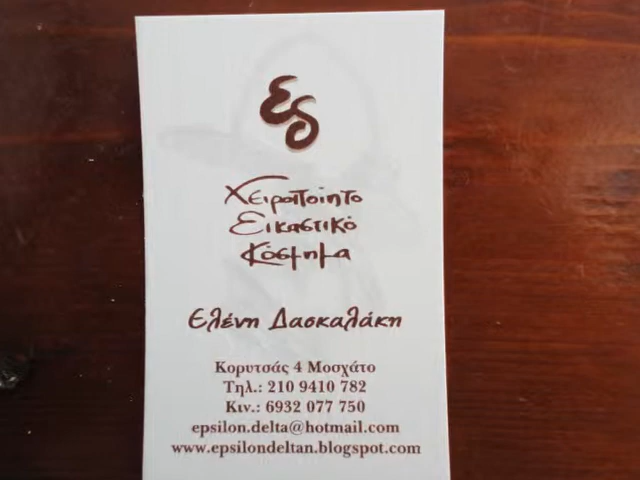 εδ
Χειροποίητο
Εικαστικό
Κόσμημα
Ελένη Δασκαλάκη
Κορυτσάς 4 Μοσχάτο
Τηλ.: 210 9410 782
Κιν.: 6932 077 750
epsilon.delta@hotmail.com
www.epsilondeltan.blogspot.com